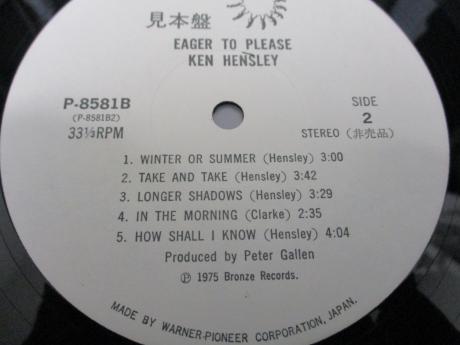 見本盤
EAGER TO PLEASE
KEN HENSLEY
P-8581B
(P-8581B2)
33⅓RPM
SIDE
2
STEREO (非売品)
1. WINTER OR SUMMER (Hensley) 3:00
2. TAKE AND TAKE (Hensley) 3:42
3. LONGER SHADOWS (Hensley) 3:29
4. IN THE MORNING (Clarke) 2:35
5. HOW SHALL I KNOW (Hensley) 4:04
Produced by Peter Gallen
Ⓟ 1975 Bronze Records.
MADE BY WARNER-PIONEER CORPORATION, JAPAN.